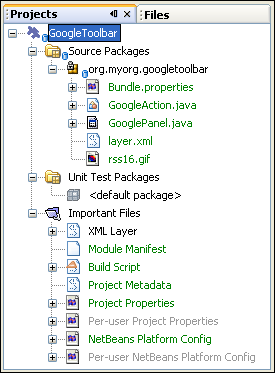 Projects
Files
GoogleToolbar
Source Packages
org.myorg.googletoolbar
Bundle.properties
GoogleAction.java
GooglePanel.java
layer.xml
rss16.gif
Unit Test Packages
<default package>
Important Files
XML Layer
Module Manifest
Build Script
Project Metadata
Project Properties
Per-user Project Properties
NetBeans Platform Config
Per-user NetBeans Platform Config